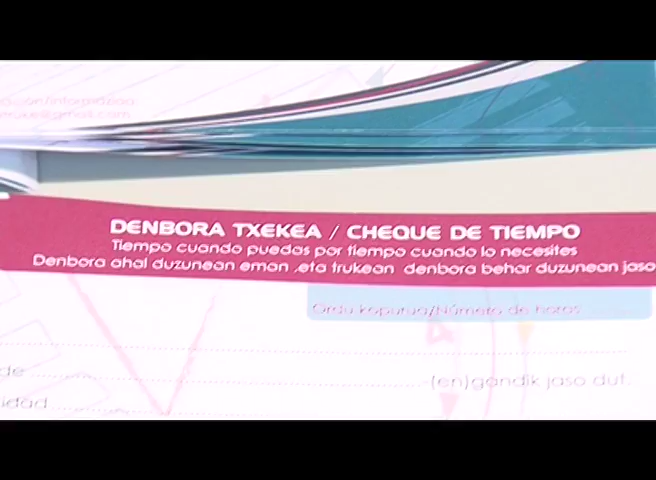 DENBORA TXEKEA / CHEQUE DE TIEMPO
Tiempo cuando puedas por tiempo cuando lo necesites
Denbora ahal duzunean eman ,eta trukean denbora behar duzunean jaso
Ordu kopurua/Número de horas
de
(en)gandik jaso dut.
idad